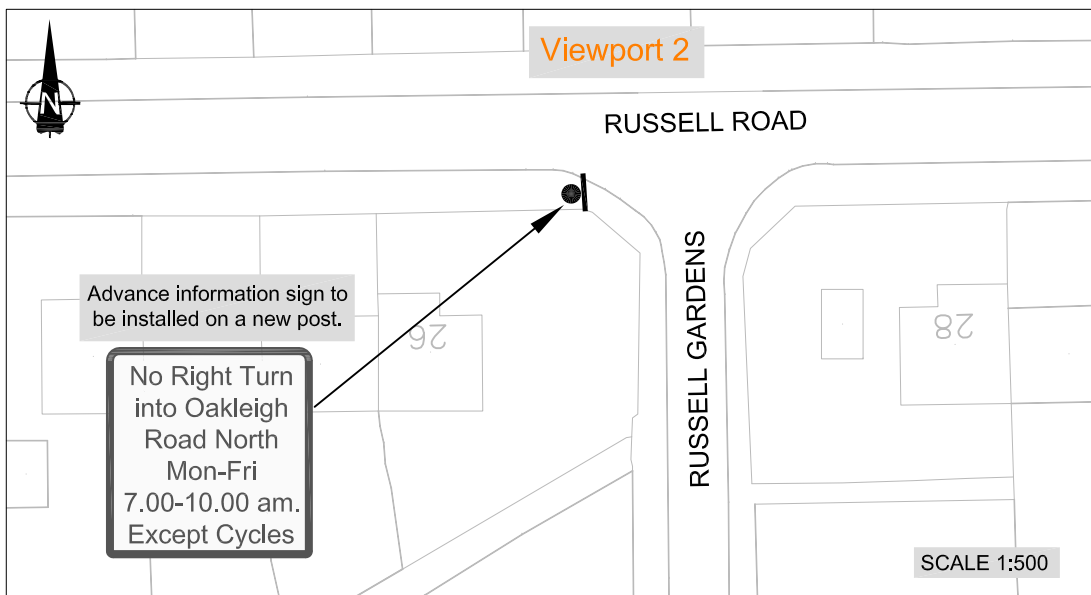 Viewport 2
N
RUSSELL ROAD
RUSSELL GARDENS
Advance information sign to
be installed on a new post.
26
28
No Right Turn
into Oakleigh
Road North
Mon-Fri
7.00-10.00 am.
Except Cycles
SCALE 1:500